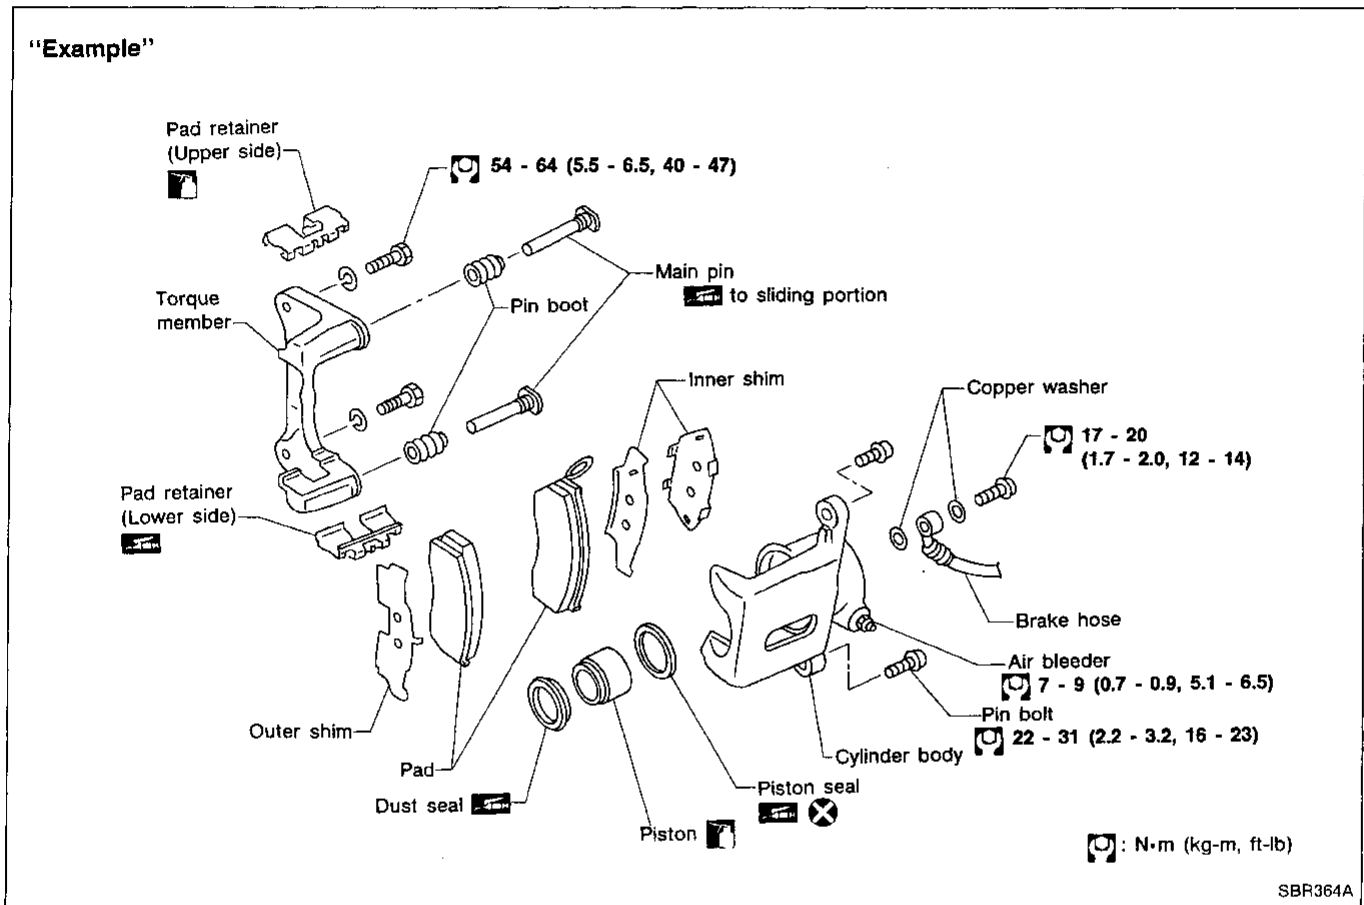 “Example”
Pad retainer
(Upper side)
54 - 64 (5.5 - 6.5, 40 - 47)
Main pin
to sliding portion
Pin boot
Torque
member
Inner shim
Copper washer
17 - 20
(1.7 - 2.0, 12 - 14)
Pad retainer
(Lower side)
Brake hose
Air bleeder
7 - 9 (0.7 - 0.9, 5.1 - 6.5)
Pin bolt
22 - 31 (2.2 - 3.2, 16 - 23)
Outer shim
Cylinder body
Pad
Piston seal
Dust seal
Piston
: N•m (kg-m, ft-lb)
SBR364A